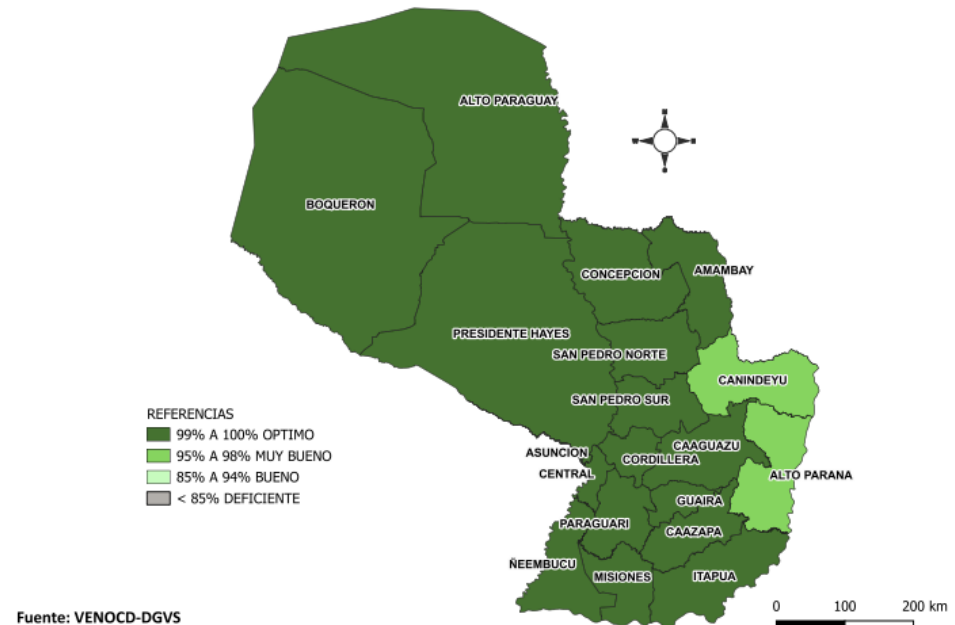 ALTO PARAGUAY
BOQUERON
CONCEPCION
AMAMBAY
PRESIDENTE HAYES
SAN PEDRO NORTE
CANINDEYU
SAN PEDRO SUR
REFERENCIAS
99% A 100% OPTIMO
95% A 98% MUY BUENO
85% A 94% BUENO
< 85% DEFICIENTE
ASUNCION
CAAGUAZU
CORDILLERA
CENTRAL
ALTO PARANA
GUAIRA
PARAGUARI
CAAZAPA
ÑEEMBUCU
MISIONES
ITAPUA
0 100 200 km
Fuente: VENOCD-DGVS